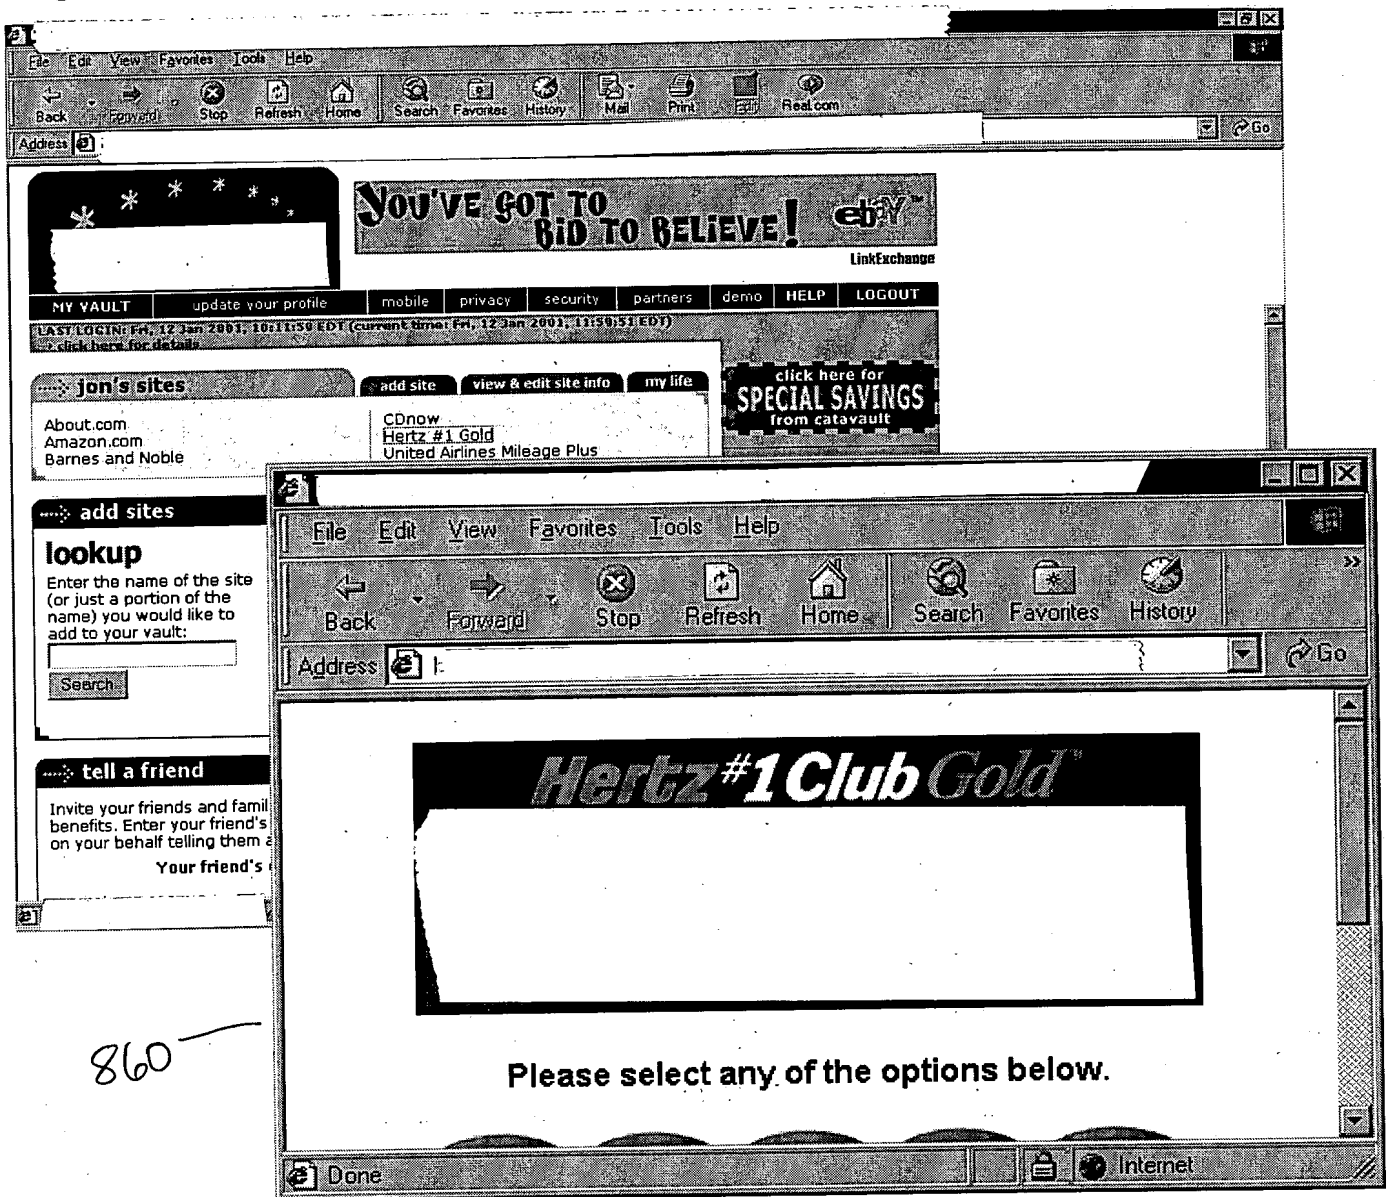 File Edit View Favorites Tools Help
Back Forward Stop Refresh Home Search Favorites History Mail Print Edit Real.com
Address Go
YOU'VE GOT TO
BID TO BELIEVE! ebaY™
LinkExchange
MY VAULT update your profile mobile privacy security partners demo HELP LOGOUT
LAST LOGIN: Fri, 12 Jan 2001, 10:11:50 EDT (current time: Fri, 12 Jan 2001, 11:59:51 EDT)
click here for details
jon's sites add site view & edit site info my life
About.com
Amazon.com
Barnes and Noble
CDnow
Hertz #1 Gold
United Airlines Mileage Plus
click here for
SPECIAL SAVINGS
from catavault
add sites
lookup
Enter the name of the site
(or just a portion of the
name) you would like to
add to your vault:
Search
tell a friend
Invite your friends and famil
benefits. Enter your friend's
on your behalf telling them a
Your friend's
File Edit View Favorites Tools Help
Back Forward Stop Refresh Home Search Favorites History »
Address Go
Hertz #1 Club Gold
Please select any of the options below.
Done Internet
860